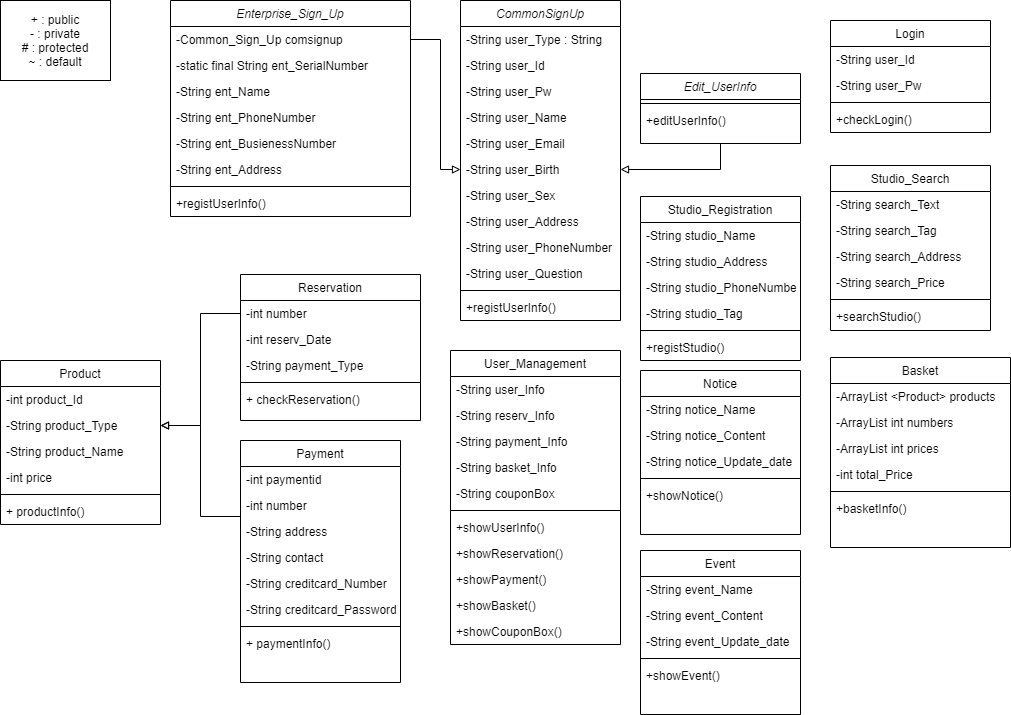 + : public
- : private
# : protected
~ : default
Enterprise_Sign_Up
-Common_Sign_Up comsignup
-static final String ent_SerialNumber
-String ent_Name
-String ent_PhoneNumber
-String ent_BusienessNumber
-String ent_Address
+registUserInfo()
CommonSignUp
-String user_Type : String
-String user_Id
-String user_Pw
-String user_Name
-String user_Email
-String user_Birth
-String user_Sex
-String user_Address
-String user_PhoneNumber
-String user_Question
+registUserInfo()
Edit_UserInfo
+editUserInfo()
Login
-String user_Id
-String user_Pw
+checkLogin()
Studio_Registration
-String studio_Name
-String studio_Address
-String studio_PhoneNumbe
-String studio_Tag
+registStudio()
Studio_Search
-String search_Text
-String search_Tag
-String search_Address
-String search_Price
+searchStudio()
Reservation
-int number
-int reserv_Date
-String payment_Type
+ checkReservation()
Product
-int product_Id
-String product_Type
-String product_Name
-int price
+ productInfo()
Payment
-int paymentid
-int number
-String address
-String contact
-String creditcard_Number
-String creditcard_Password
+ paymentInfo()
User_Management
-String user_Info
-String reserv_Info
-String payment_Info
-String basket_Info
-String couponBox
+showUserInfo()
+showReservation()
+showPayment()
+showBasket()
+showCouponBox()
Notice
-String notice_Name
-String notice_Content
-String notice_Update_date
+showNotice()
Basket
-ArrayList <Product> products
-ArrayList int numbers
-ArrayList int prices
-int total_Price
+basketInfo()
Event
-String event_Name
-String event_Content
-String event_Update_date
+showEvent()